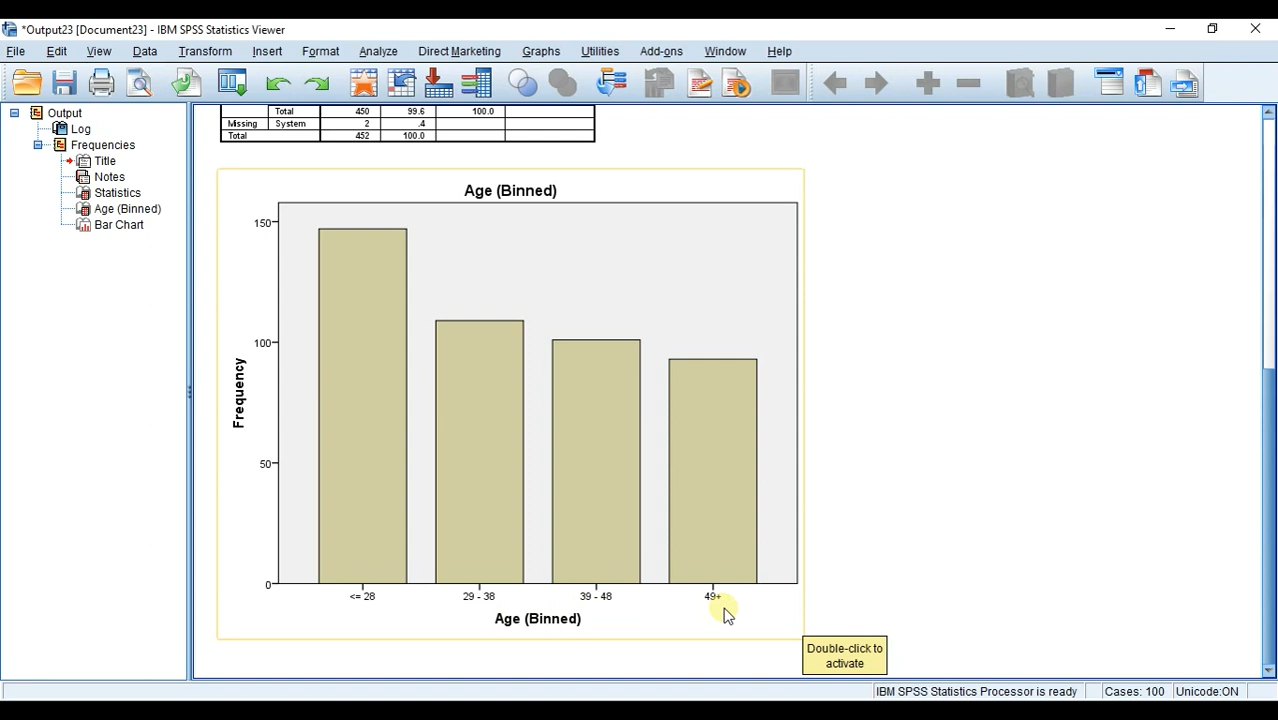 *Output23 [Document23] - IBM SPSS Statistics Viewer
File Edit View Data Transform Insert Format Analyze Direct Marketing Graphs Utilities Add-ons Window Help
Output
Log
Frequencies
Title
Notes
Statistics
Age (Binned)
Bar Chart
Total 450 99.6 100.0
Missing System 2 .4
Total 452 100.0
Age (Binned)
150
100
50
0
Frequency
<= 28 29 - 38 39 - 48 49+
Age (Binned)
Double-click to
activate
IBM SPSS Statistics Processor is ready Cases: 100 Unicode:ON